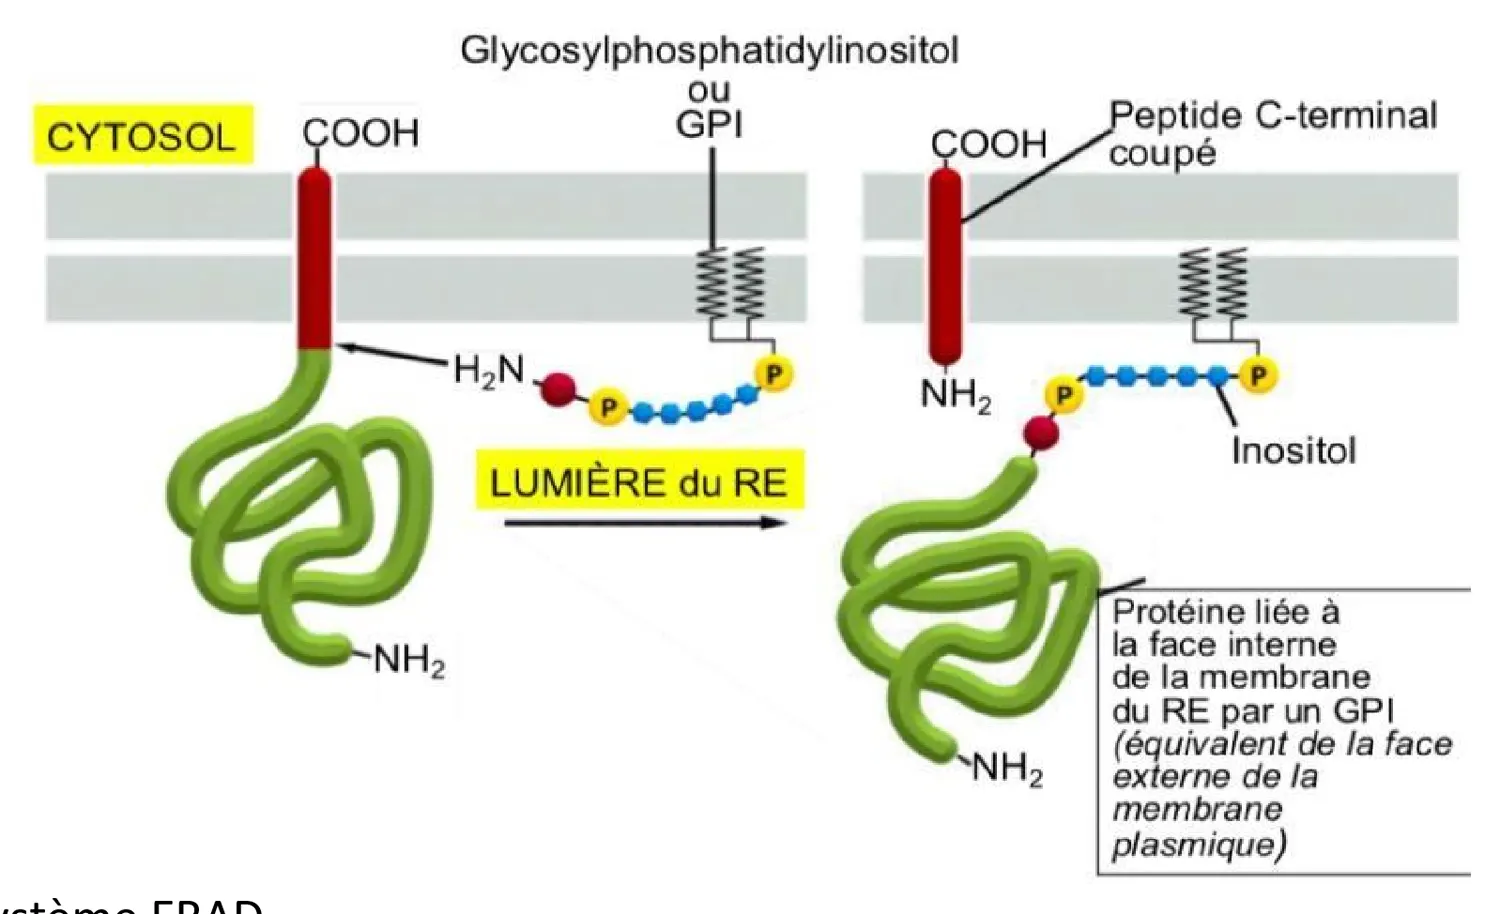 Glycosylphosphatidylinositol
ou
GPI
CYTOSOL
COOH
COOH
Peptide C-terminal
coupé
H₂N
P
P
NH₂
P
P
Inositol
LUMIÈRE du RE
NH₂
Protéine liée à
la face interne
de la membrane
du RE par un GPI
(équivalent de la face
externe de la
membrane
plasmique)
NH₂
ERAD